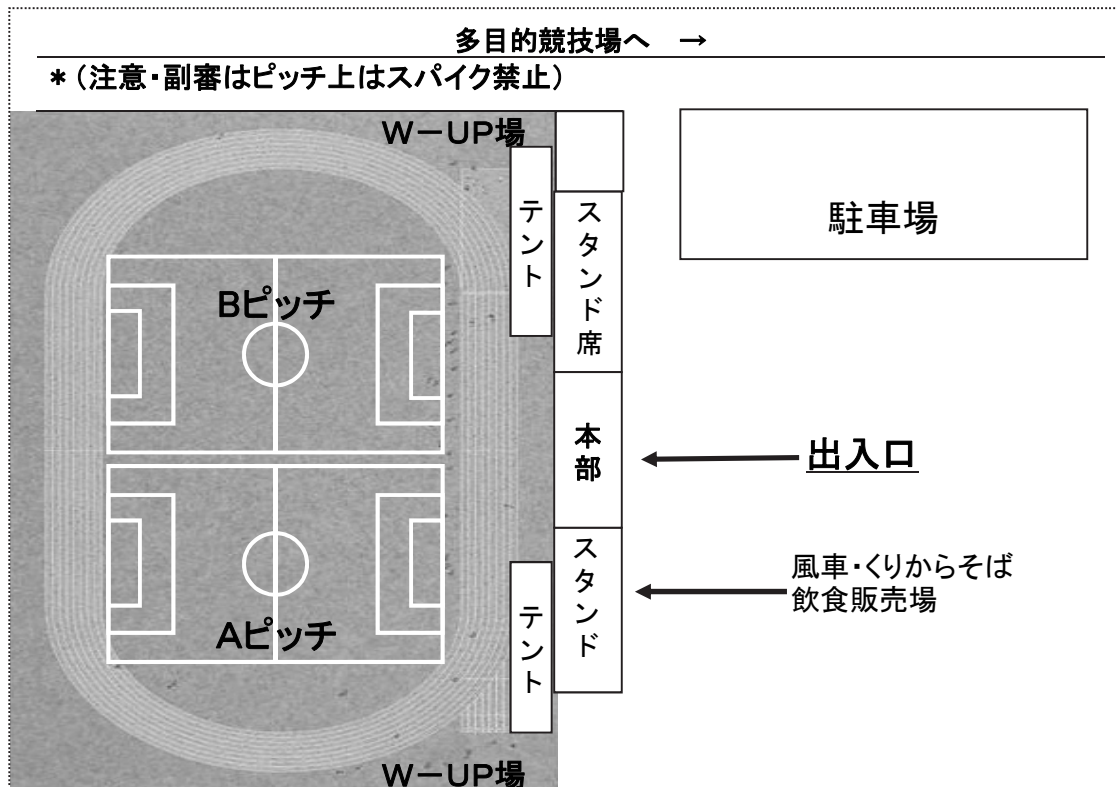 多目的競技場へ　→
＊（注意・副審はピッチ上はスパイク禁止）
Ｗ－ＵＰ場
テント
スタンド席
駐車場
Ｂピッチ
本部
出入口
スタンド
風車・くりからそば
飲食販売場
テント
Ａピッチ
Ｗ－ＵＰ場